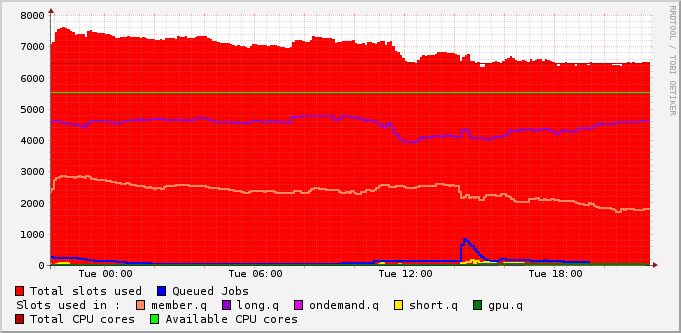 8000
7000
6000
5000
4000
3000
2000
1000
0
Tue 00:00 Tue 06:00 Tue 12:00 Tue 18:00
RRDTOOL / TOBI OETIKER
Total slots used Queued Jobs
Slots used in : member.q long.q ondemand.q short.q gpu.q
Total CPU cores Available CPU cores